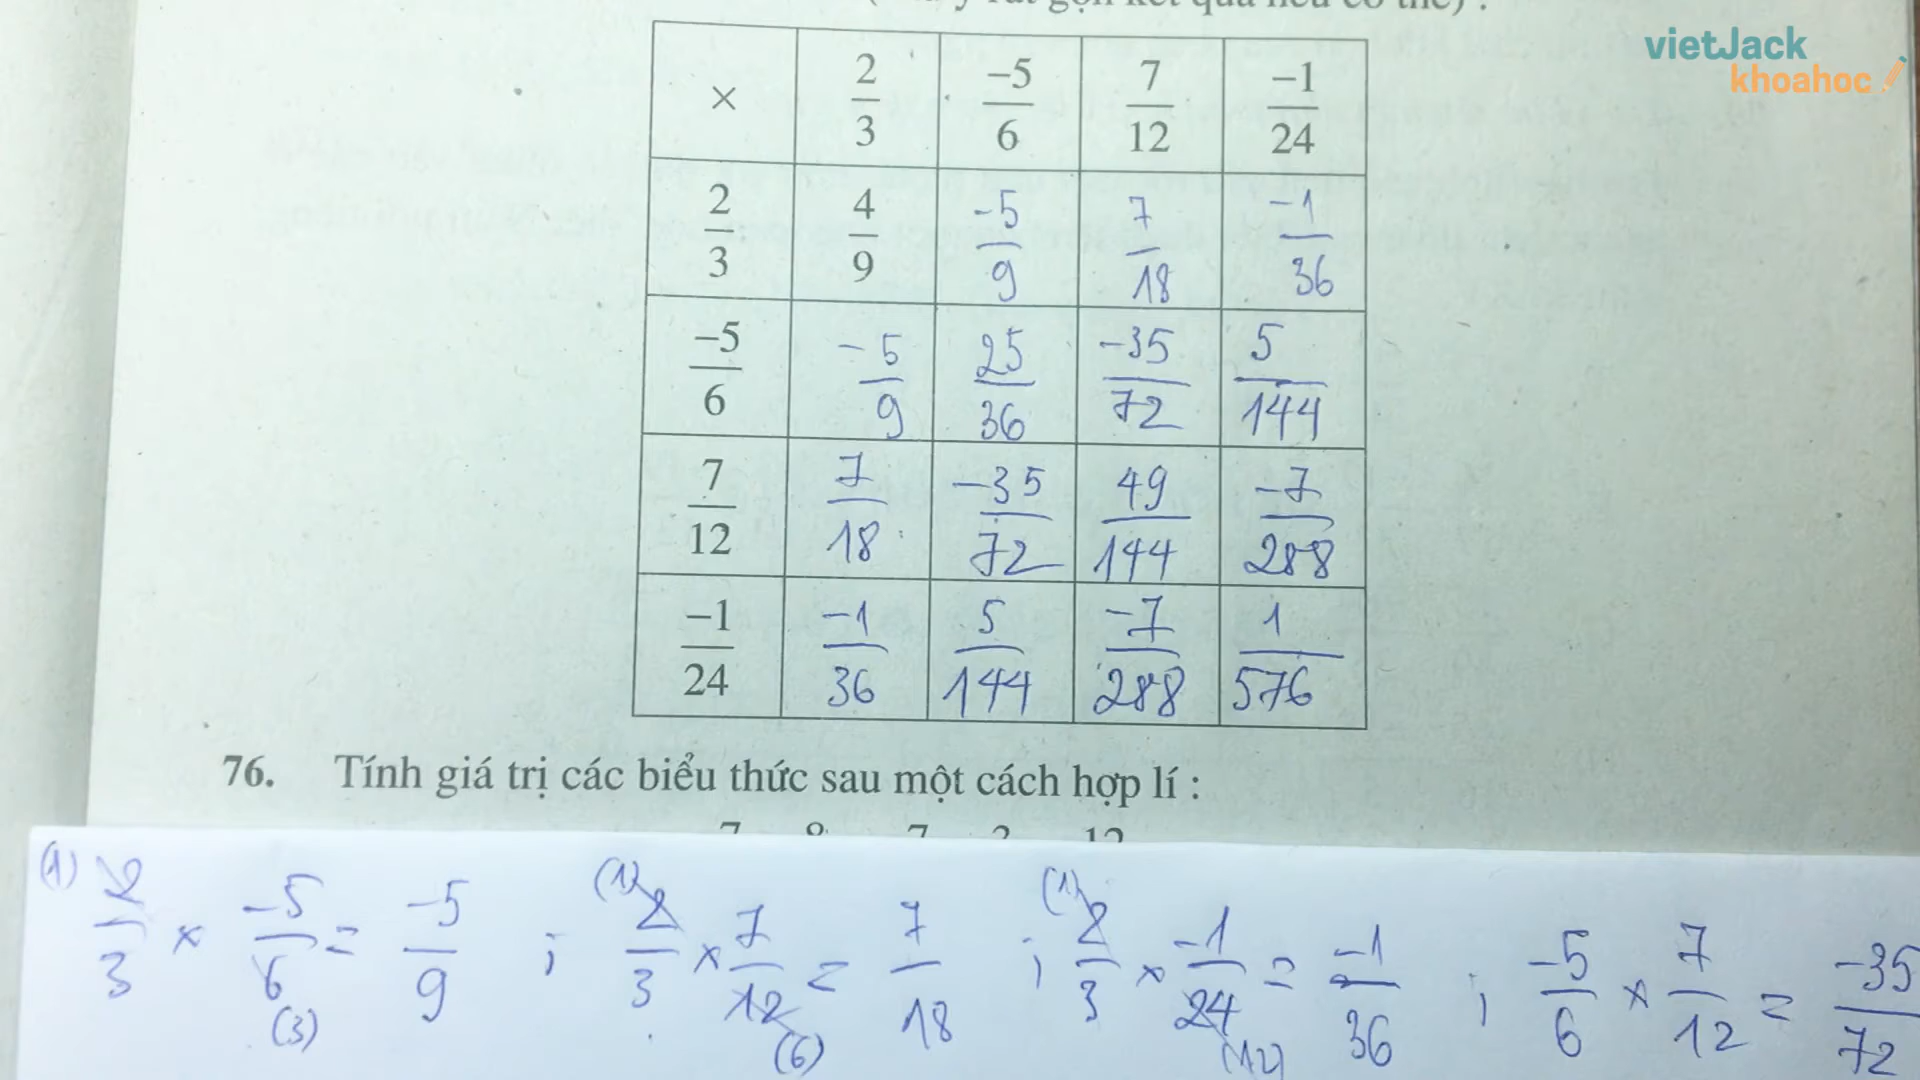 vietJack
khoahoc
× 2/3 −5/6 7/12 −1/24
2/3 4/9 −5/9 7/18 −1/36
−5/6 −5/9 25/36 −35/72 5/144
7/12 7/18 −35/72 49/144 −7/288
−1/24 −1/36 5/144 −7/288 1/576
76. Tính giá trị các biểu thức sau một cách hợp lí :
(1) 2/3 × −5/6 (3) = −5/9 ; (1) 2/3 × 7/12 (6) = 7/18 ; (1) 2/3 × −1/24 (12) = −1/36 ; −5/6 × 7/12 = −35/72